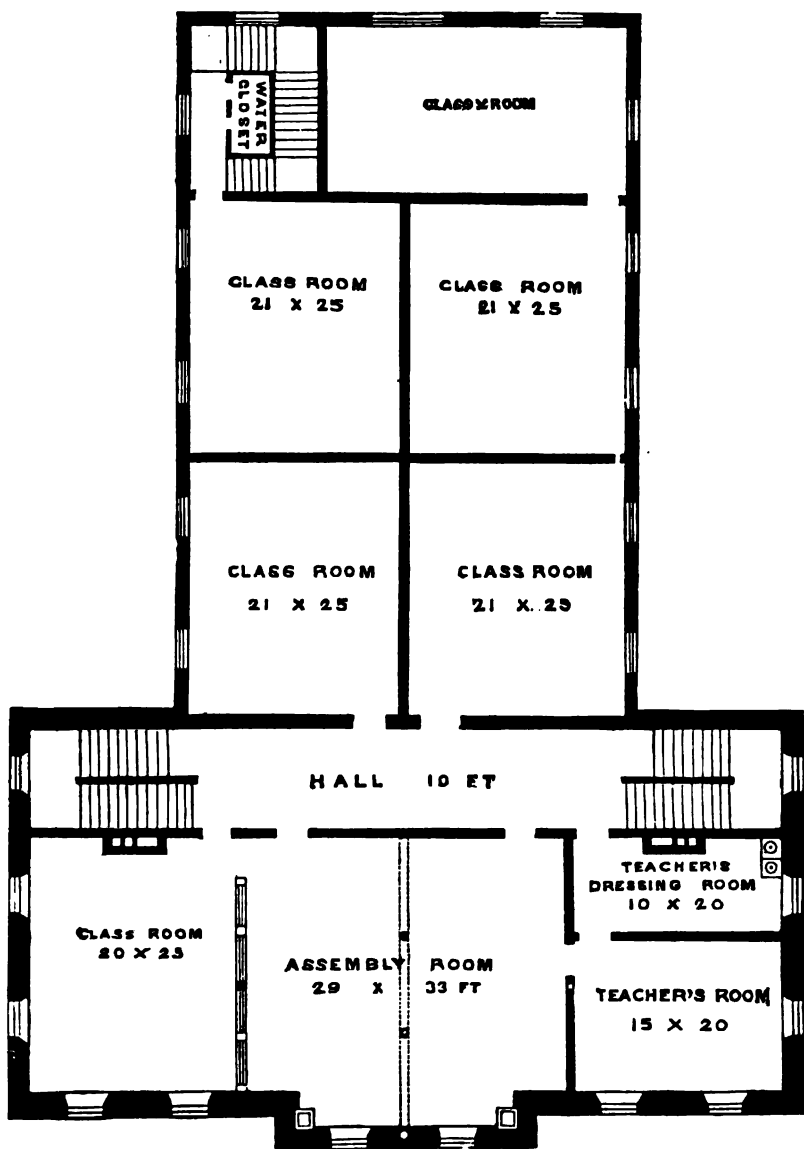 WATER
CLOSET
CLASS ROOM
CLASS ROOM
21 X 25
CLASS ROOM
21 X 25
CLASS ROOM
21 X 25
CLASS ROOM
21 X 25
HALL 10 FT
TEACHER'S
DRESSING ROOM
10 X 20
CLASS ROOM
20 X 25
ASSEMBLY ROOM
29 X 33 FT
TEACHER'S ROOM
15 X 20